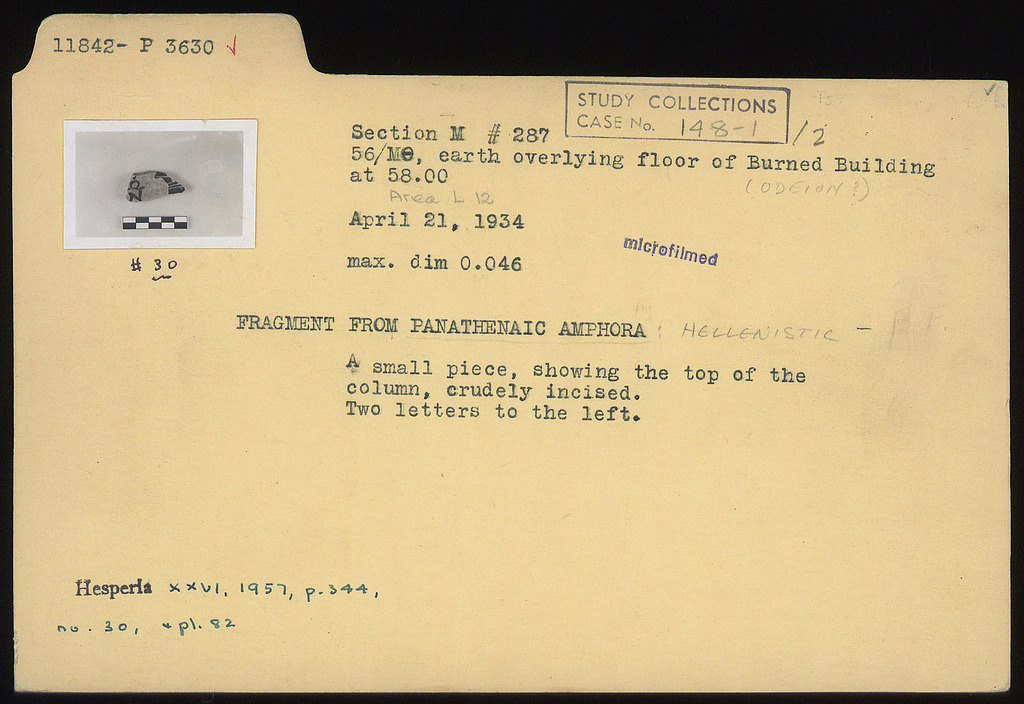 11842- P 3630 ✓
STUDY COLLECTIONS
CASE No. 148-1 /2
Section M # 287
56/ΜΘ, earth overlying floor of Burned Building
at 58.00
(ODEION?)
Area L 12
April 21, 1934
microfilmed
max. dim 0.046
# 30
FRAGMENT FROM PANATHENAIC AMPHORA : HELLENISTIC -
A small piece, showing the top of the
column, crudely incised.
Two letters to the left.
Hesperia XXVI, 1957, p. 344,
no. 30, + pl. 82